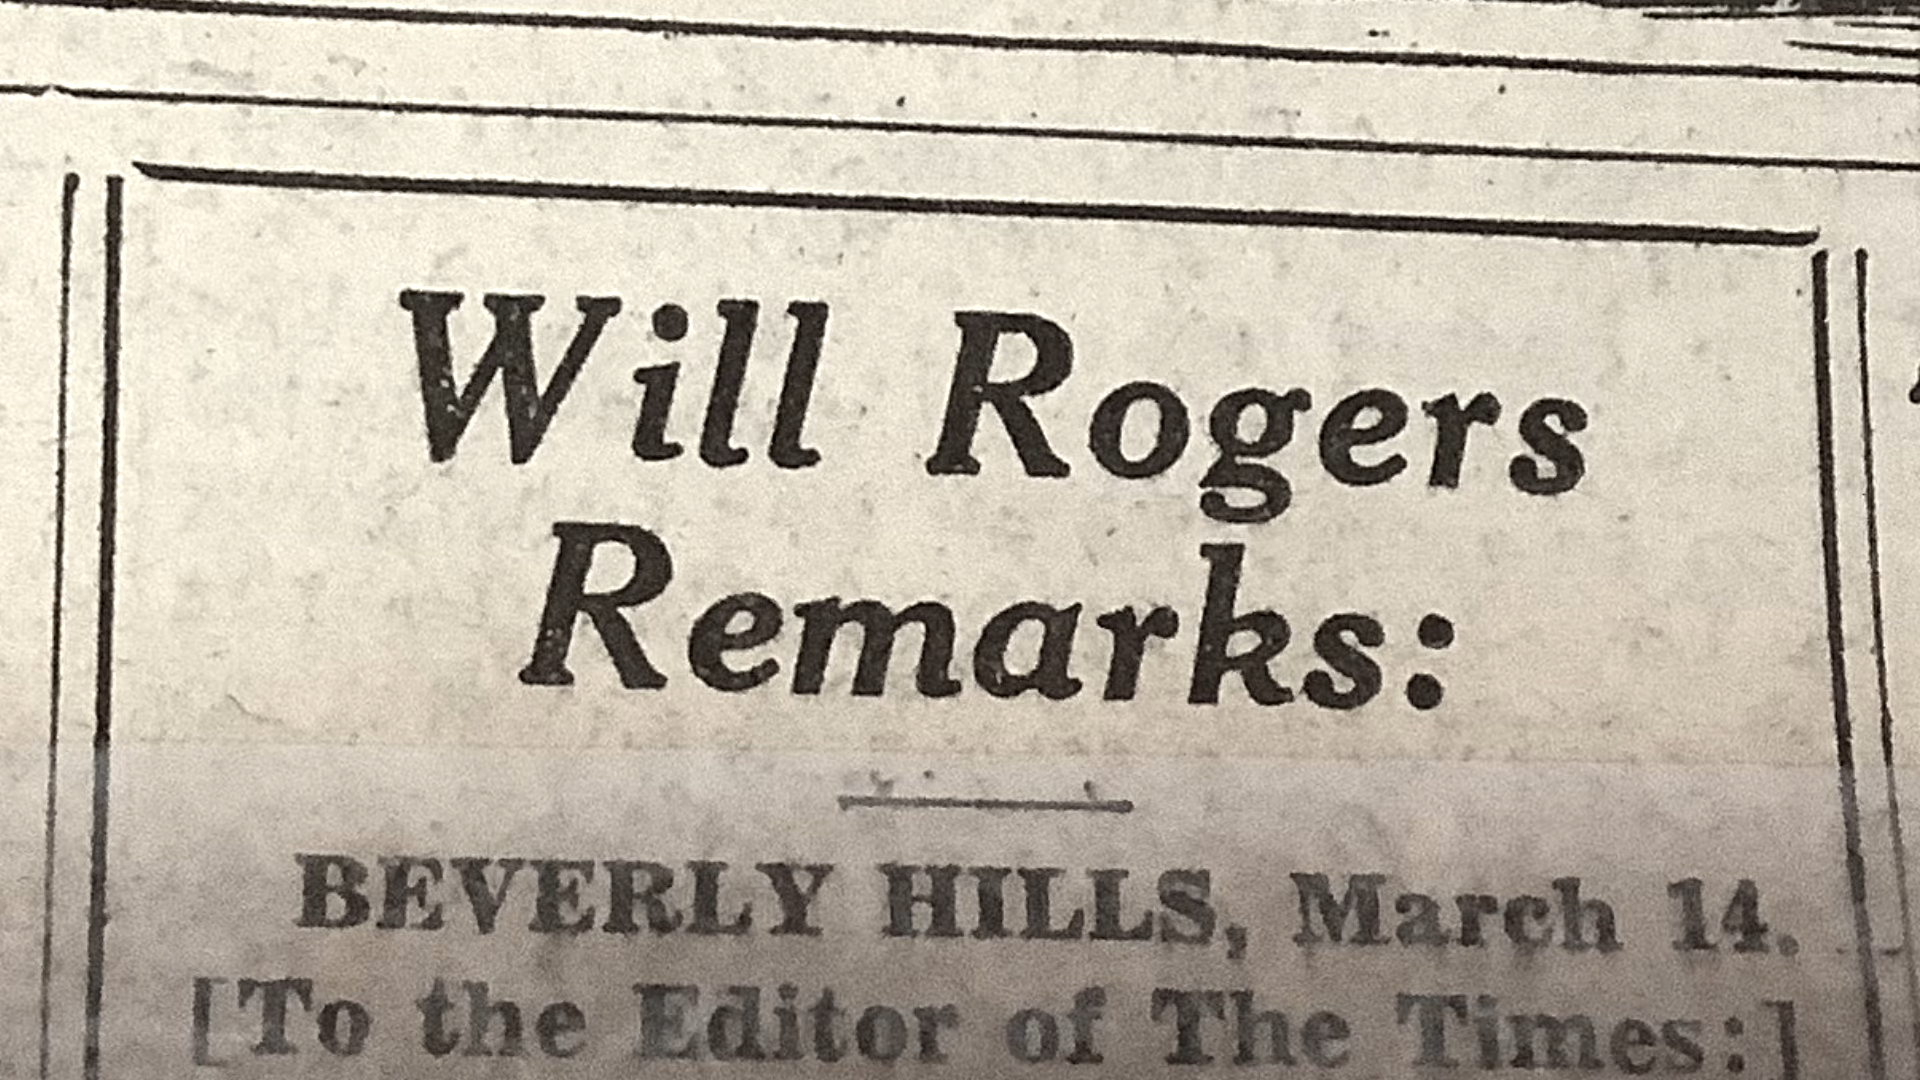 Will Rogers
Remarks:
BEVERLY HILLS, March 14.
[To the Editor of The Times:]